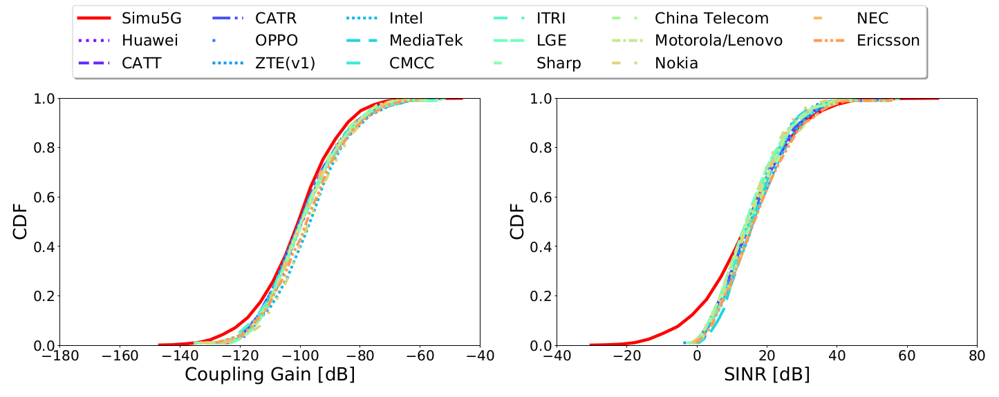 Simu5G CATR Intel ITRI China Telecom NEC
Huawei OPPO MediaTek LGE Motorola/Lenovo Ericsson
CATT ZTE(v1) CMCC Sharp Nokia
1.0
0.8
0.6
0.4
0.2
0.0
CDF
−180 −160 −140 −120 −100 −80 −60 −40
Coupling Gain [dB]
1.0
0.8
0.6
0.4
0.2
0.0
CDF
−40 −20 0 20 40 60 80
SINR [dB]